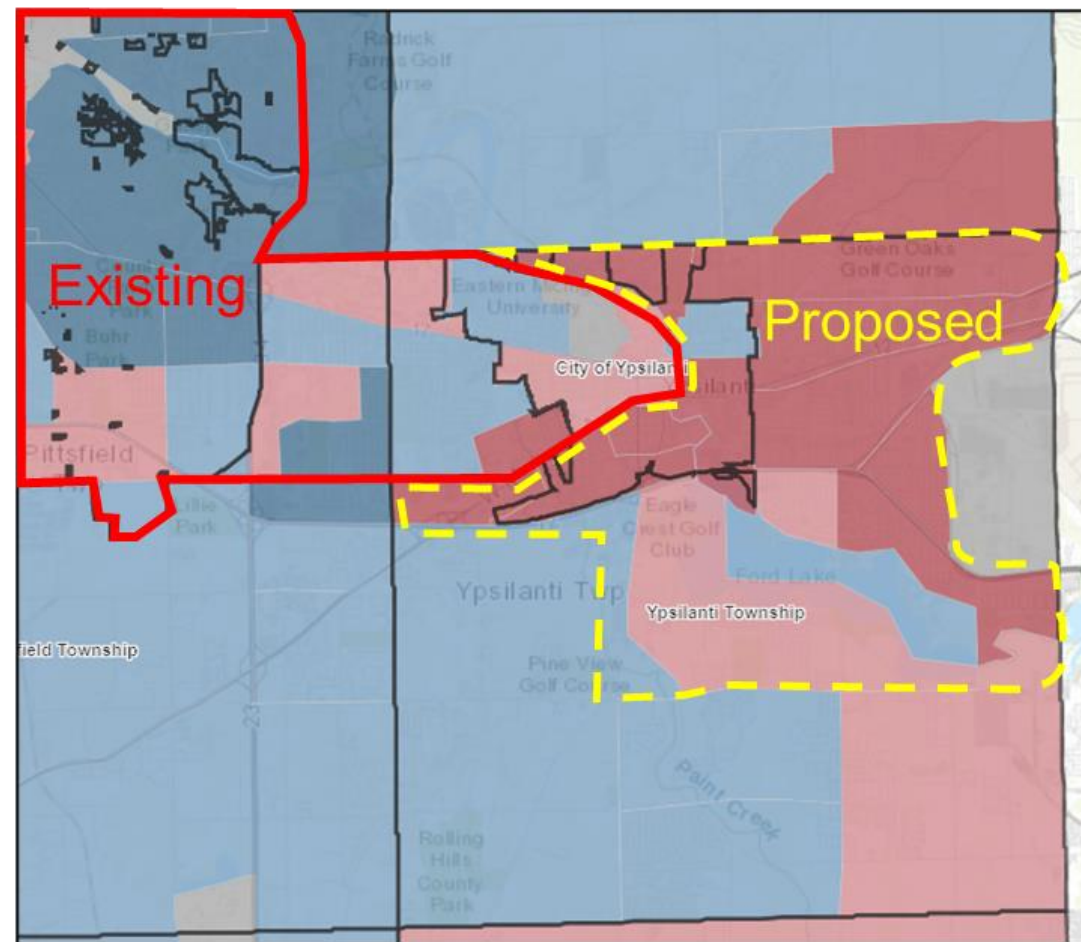 Radrick
Farms Golf
Course
Existing
Park
Buhr
Park
Eastern
University
Green Oaks
Golf Course
Proposed
City of Ypsilanti
Ypsilanti
Pittsfield
Twp
Lillie
Park
Eagle
Crest Golf
Club
Ford Lake
Ypsilanti Twp
Ypsilanti Township
field Township
Pine View
Golf Course
23
Paint Creek
Rolling
Hills
County
Park